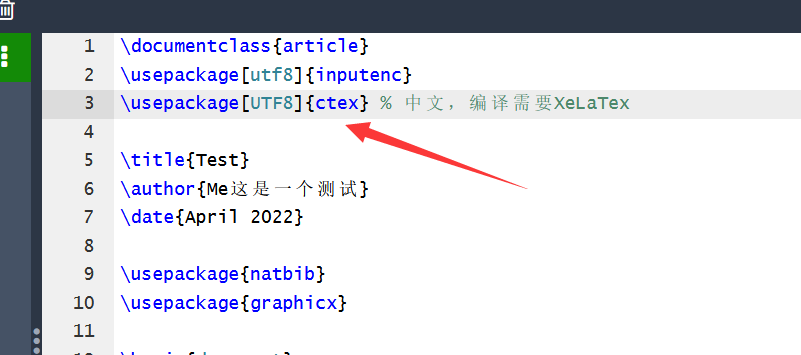 1 \documentclass{article}
2 \usepackage[utf8]{inputenc}
3 \usepackage[UTF8]{ctex} % 中文，编译需要XeLaTex
4
5 \title{Test}
6 \author{Me这是一个测试}
7 \date{April 2022}
8
9 \usepackage{natbib}
10 \usepackage{graphicx}
11